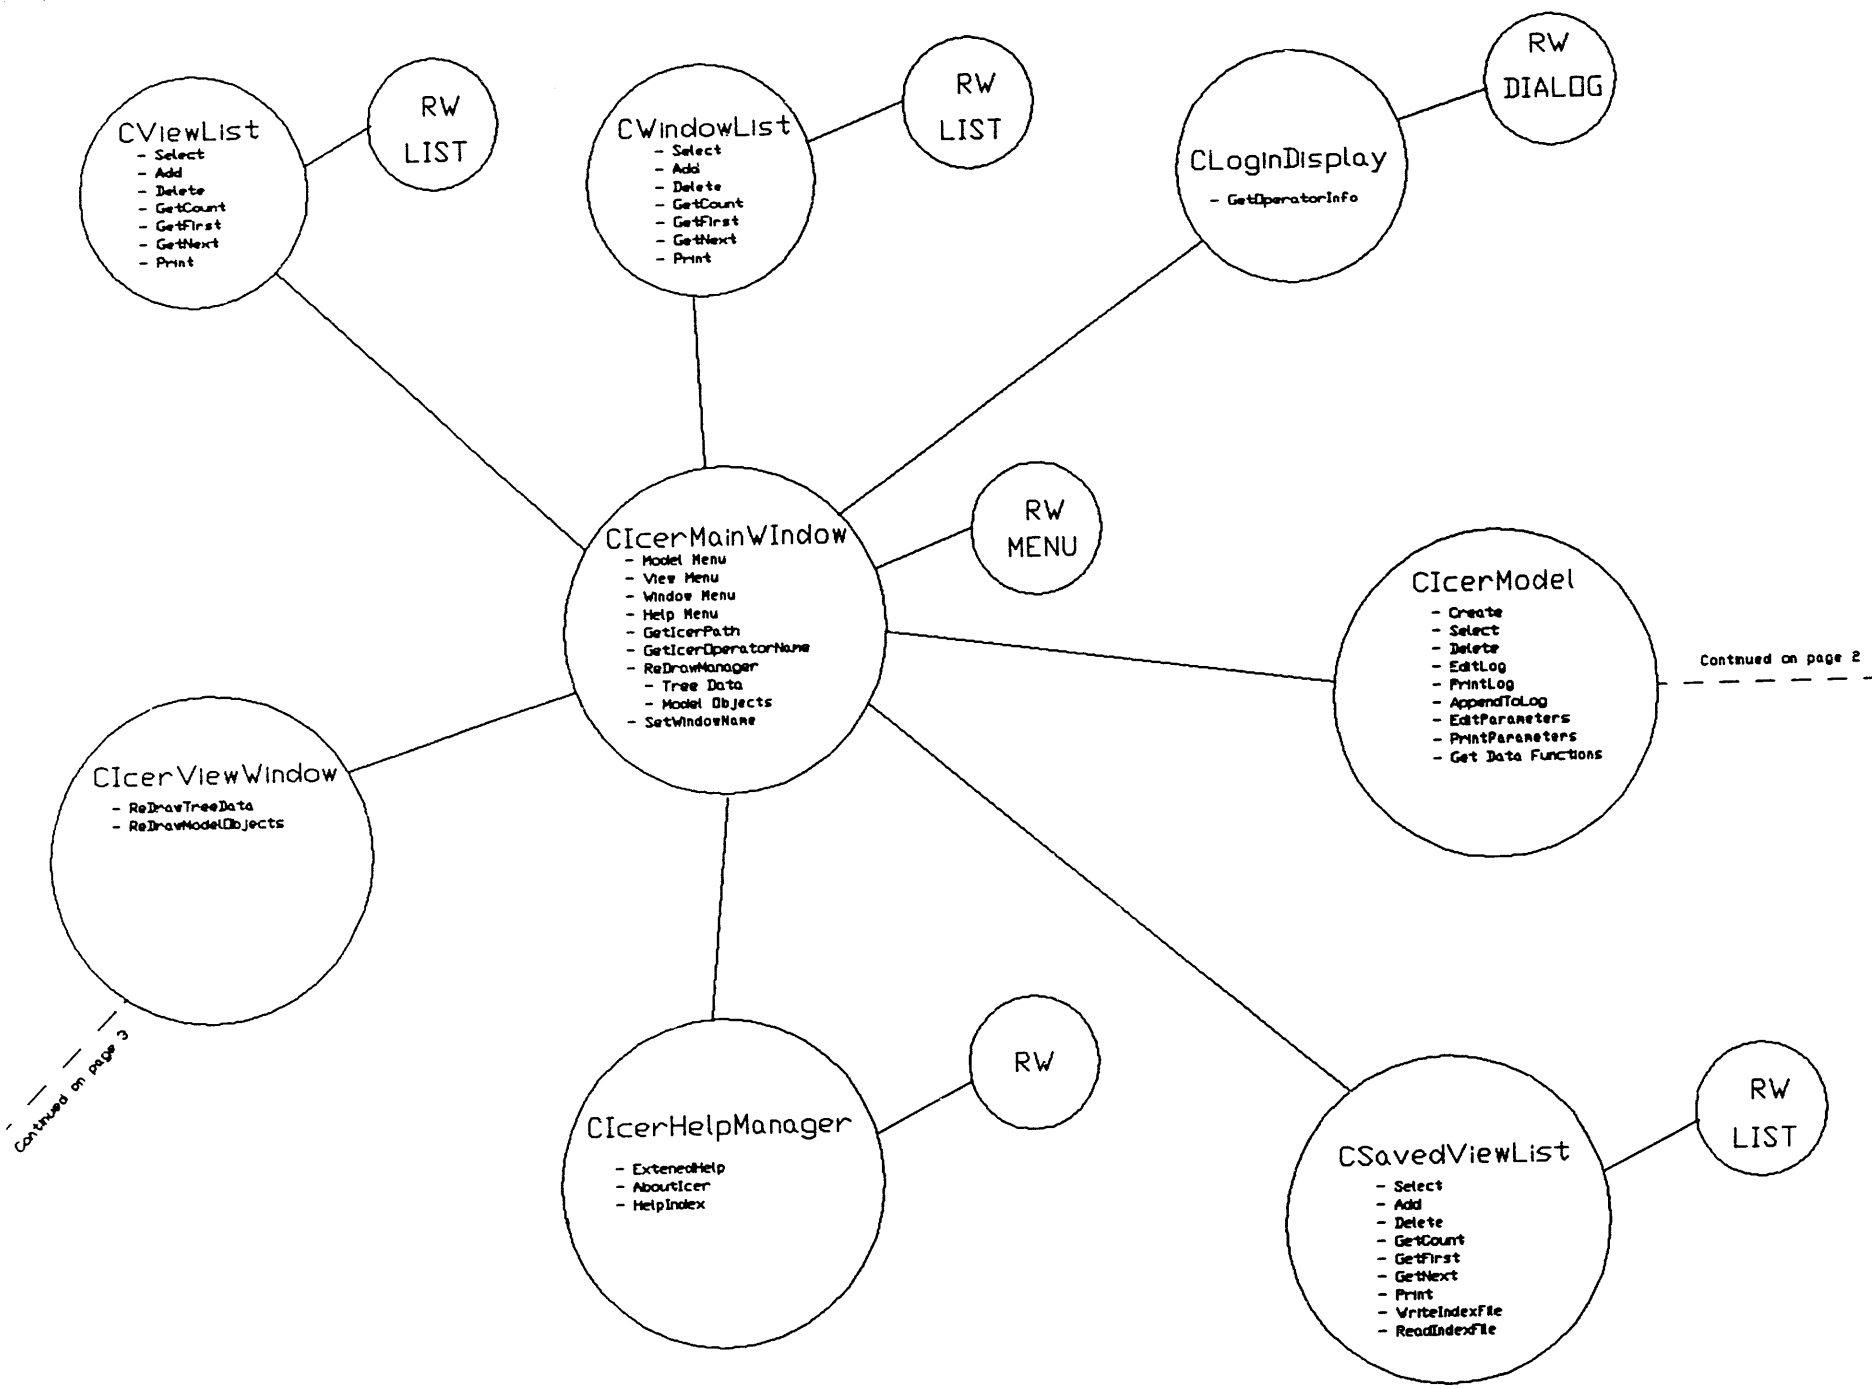 CViewList
- Select
- Add
- Delete
- GetCount
- GetFirst
- GetNext
- Print
RW
LIST
CWindowList
- Select
- Add
- Delete
- GetCount
- GetFirst
- GetNext
- Print
RW
LIST
CLoginDisplay
- GetOperatorInfo
RW
DIALOG
CIcerMainWIndow
- Model Menu
- View Menu
- Window Menu
- Help Menu
- GetIcerPath
- GetIcerOperatorName
- ReDrawManager
- Tree Data
- Model Objects
- SetWindowName
RW
MENU
CIcerModel
- Create
- Select
- Delete
- EditLog
- PrintLog
- AppendToLog
- EditParameters
- PrintParameters
- Get Data Functions
Continued on page 2
CIcerViewWindow
- ReDrawTreeData
- ReDrawModelObjects
Continued on page 3
CIcerHelpManager
- ExtenedHelp
- AboutIcer
- HelpIndex
RW
CSavedViewList
- Select
- Add
- Delete
- GetCount
- GetFirst
- GetNext
- Print
- WriteIndexFile
- ReadIndexFile
RW
LIST